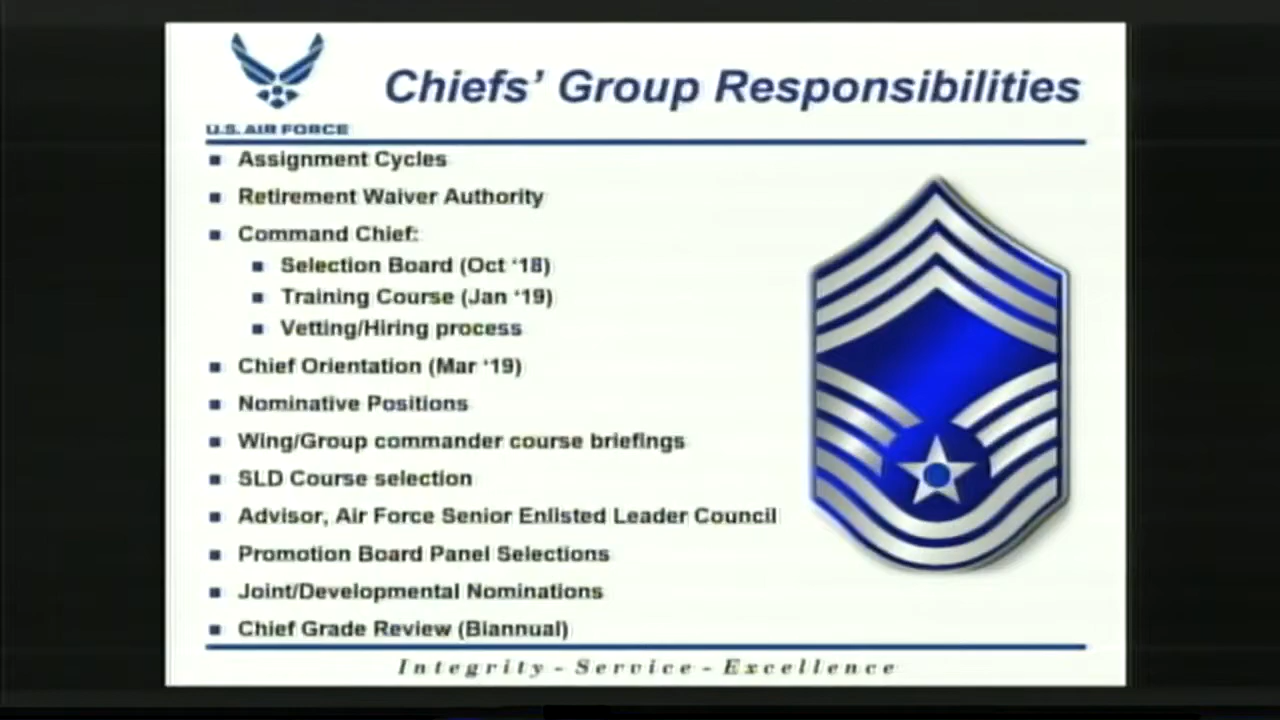 Chiefs' Group Responsibilities
U.S. AIR FORCE
Assignment Cycles
Retirement Waiver Authority
Command Chief:
Selection Board (Oct ‘18)
Training Course (Jan ‘19)
Vetting/Hiring process
Chief Orientation (Mar ‘19)
Nominative Positions
Wing/Group commander course briefings
SLD Course selection
Advisor, Air Force Senior Enlisted Leader Council
Promotion Board Panel Selections
Joint/Developmental Nominations
Chief Grade Review (Biannual)
Integrity - Service - Excellence